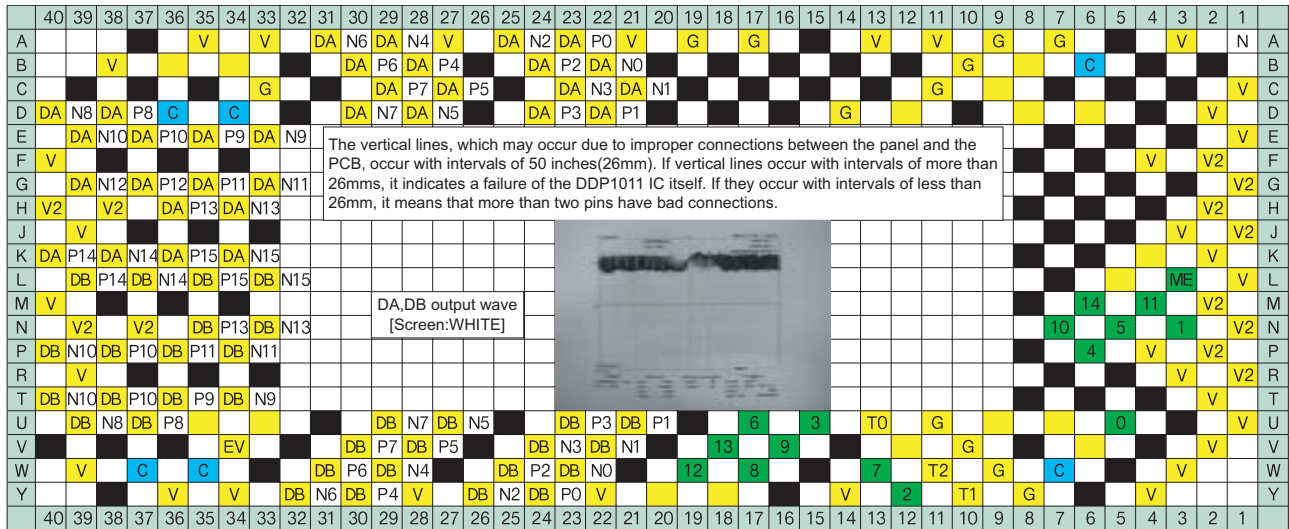 40 39 38 37 36 35 34 33 32 31 30 29 28 27 26 25 24 23 22 21 20 19 18 17 16 15 14 13 12 11 10 9 8 7 6 5 4 3 2 1
A V V DA N6 DA N4 V DA N2 DA P0 V G G V V G G V N A
B V DA P6 DA P4 DA P2 DA N0 G C B
C G DA P7 DA P5 DA N3 DA N1 G V C
D DA N8 DA P8 C C DA N7 DA N5 DA P3 DA P1 G V D
E DA N10 DA P10 DA P9 DA N9 V E
The vertical lines, which may occur due to improper connections between the panel and the
PCB, occur with intervals of 50 inches(26mm). If vertical lines occur with intervals of more than
26mms, it indicates a failure of the DDP1011 IC itself. If they occur with intervals of less than
26mm, it means that more than two pins have bad connections.
F V V V2 F
G DA N12 DA P12 DA P11 DA N11 V2 G
H V2 V2 DA P13 DA N13 V2 H
J V V V2 J
K DA P14 DA N14 DA P15 DA N15 V K
L DB P14 DB N14 DB P15 DB N15 ME V L
DA,DB output wave
[Screen:WHITE]
M V 14 11 V2 M
N V2 V2 DB P13 DB N13 10 5 1 V2 N
P DB N10 DB P10 DB P11 DB N11 4 V V2 P
R V V V2 R
T DB N10 DB P10 DB P9 DB N9 V T
U DB N8 DB P8 DB N7 DB N5 DB P3 DB P1 6 3 T0 G 0 V U
V EV DB P7 DB P5 DB N3 DB N1 13 9 G V V
W V C C DB P6 DB N4 DB P2 DB N0 12 8 7 T2 G C V W
Y V V DB N6 DB P4 V DB N2 DB P0 V V 2 T1 G V Y
40 39 38 37 36 35 34 33 32 31 30 29 28 27 26 25 24 23 22 21 20 19 18 17 16 15 14 13 12 11 10 9 8 7 6 5 4 3 2 1